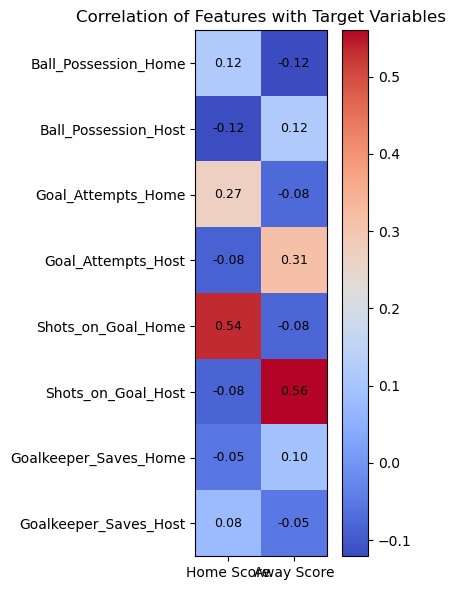 Correlation of Features with Target Variables
Ball_Possession_Home 0.12 -0.12
Ball_Possession_Host -0.12 0.12
Goal_Attempts_Home 0.27 -0.08
Goal_Attempts_Host -0.08 0.31
Shots_on_Goal_Home 0.54 -0.08
Shots_on_Goal_Host -0.08 0.56
Goalkeeper_Saves_Home -0.05 0.10
Goalkeeper_Saves_Host 0.08 -0.05
Home Score Away Score
0.5
0.4
0.3
0.2
0.1
0.0
−0.1